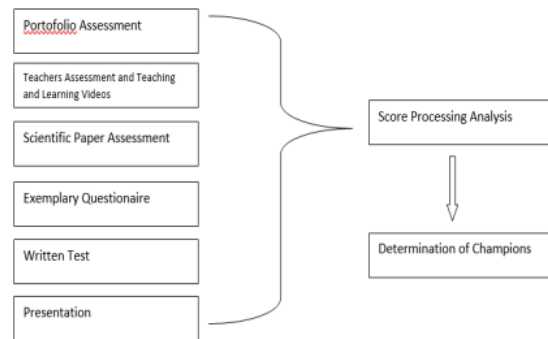 Portofolio Assessment
Teachers Assessment and Teaching
and Learning Videos
Scientific Paper Assessment
Exemplary Questionaire
Written Test
Presentation
Score Processing Analysis
Determination of Champions